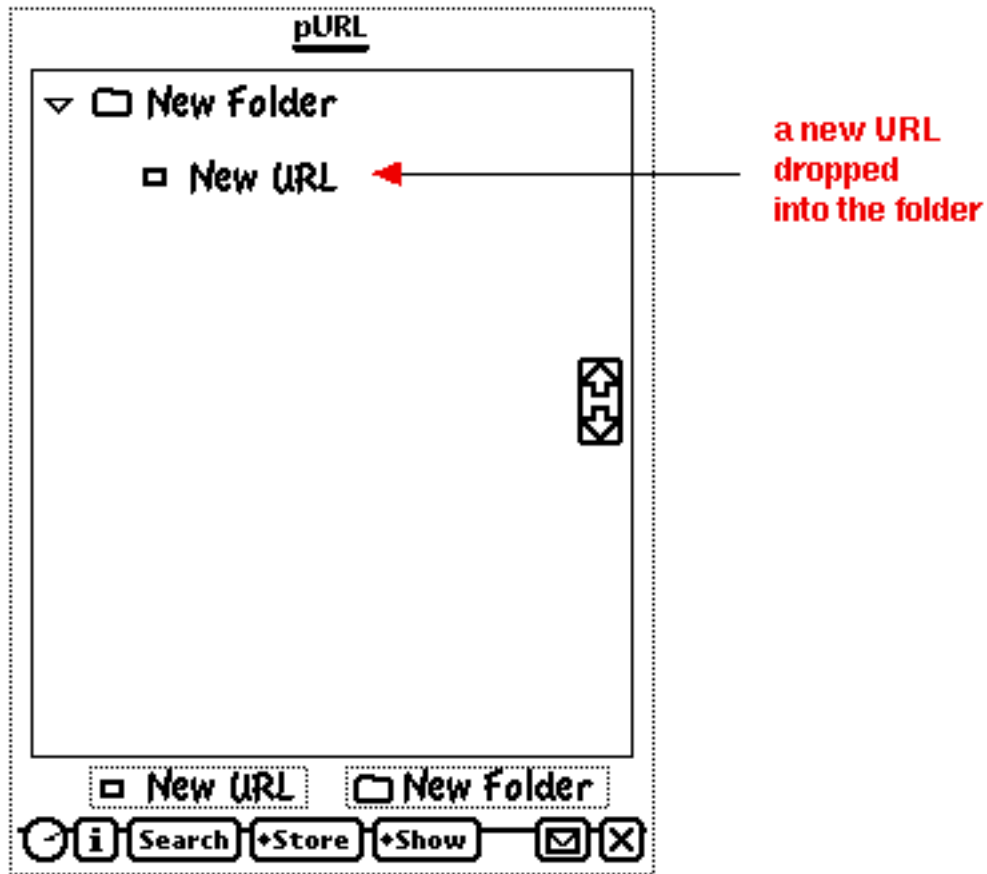 pURL
New Folder
New URL
a new URL
dropped
into the folder
New URL New Folder
i Search ◆Store ◆Show